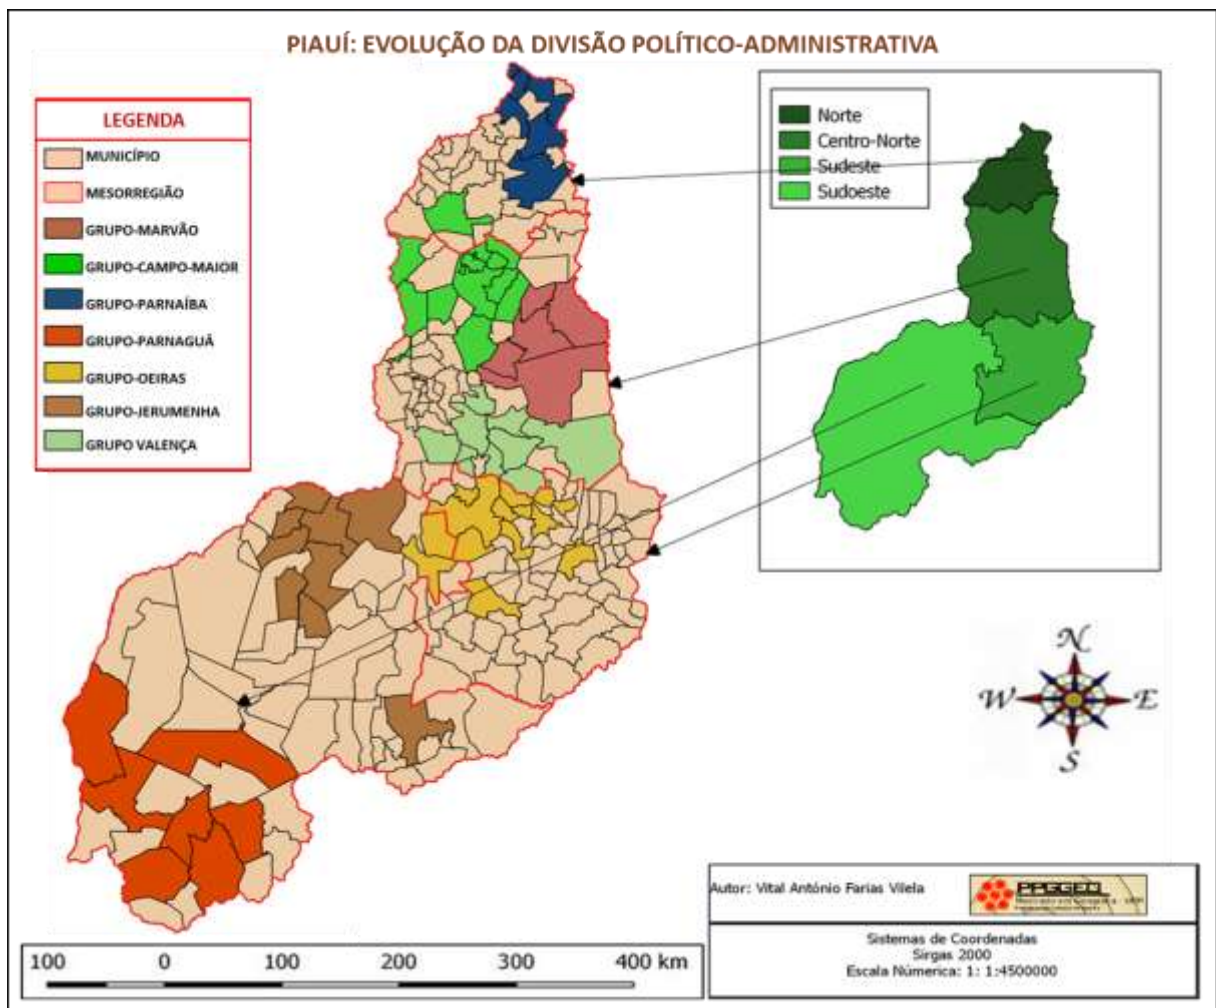 PIAUÍ: EVOLUÇÃO DA DIVISÃO POLÍTICO-ADMINISTRATIVA
LEGENDA
MUNICÍPIO
MESORREGIÃO
GRUPO-MARVÃO
GRUPO-CAMPO-MAIOR
GRUPO-PARNAÍBA
GRUPO-PARNAGUÁ
GRUPO-OEIRAS
GRUPO-JERUMENHA
GRUPO VALENÇA
Norte
Centro-Norte
Sudeste
Sudoeste
N
W E
S
Autor: Vital António Farias Vilela
PPGGEO
Sistemas de Coordenadas
Sirgas 2000
Escala Númerica: 1: 1:4500000
100 0 100 200 300 400 km